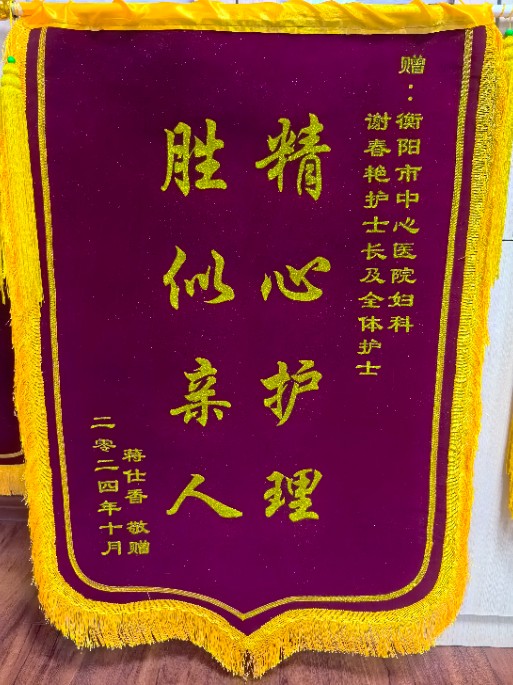 赠：衡阳市中心医院妇科
谢春艳护士长及全体护士
精心护理
胜似亲人
蒋仕香 敬赠
二零二四年十月